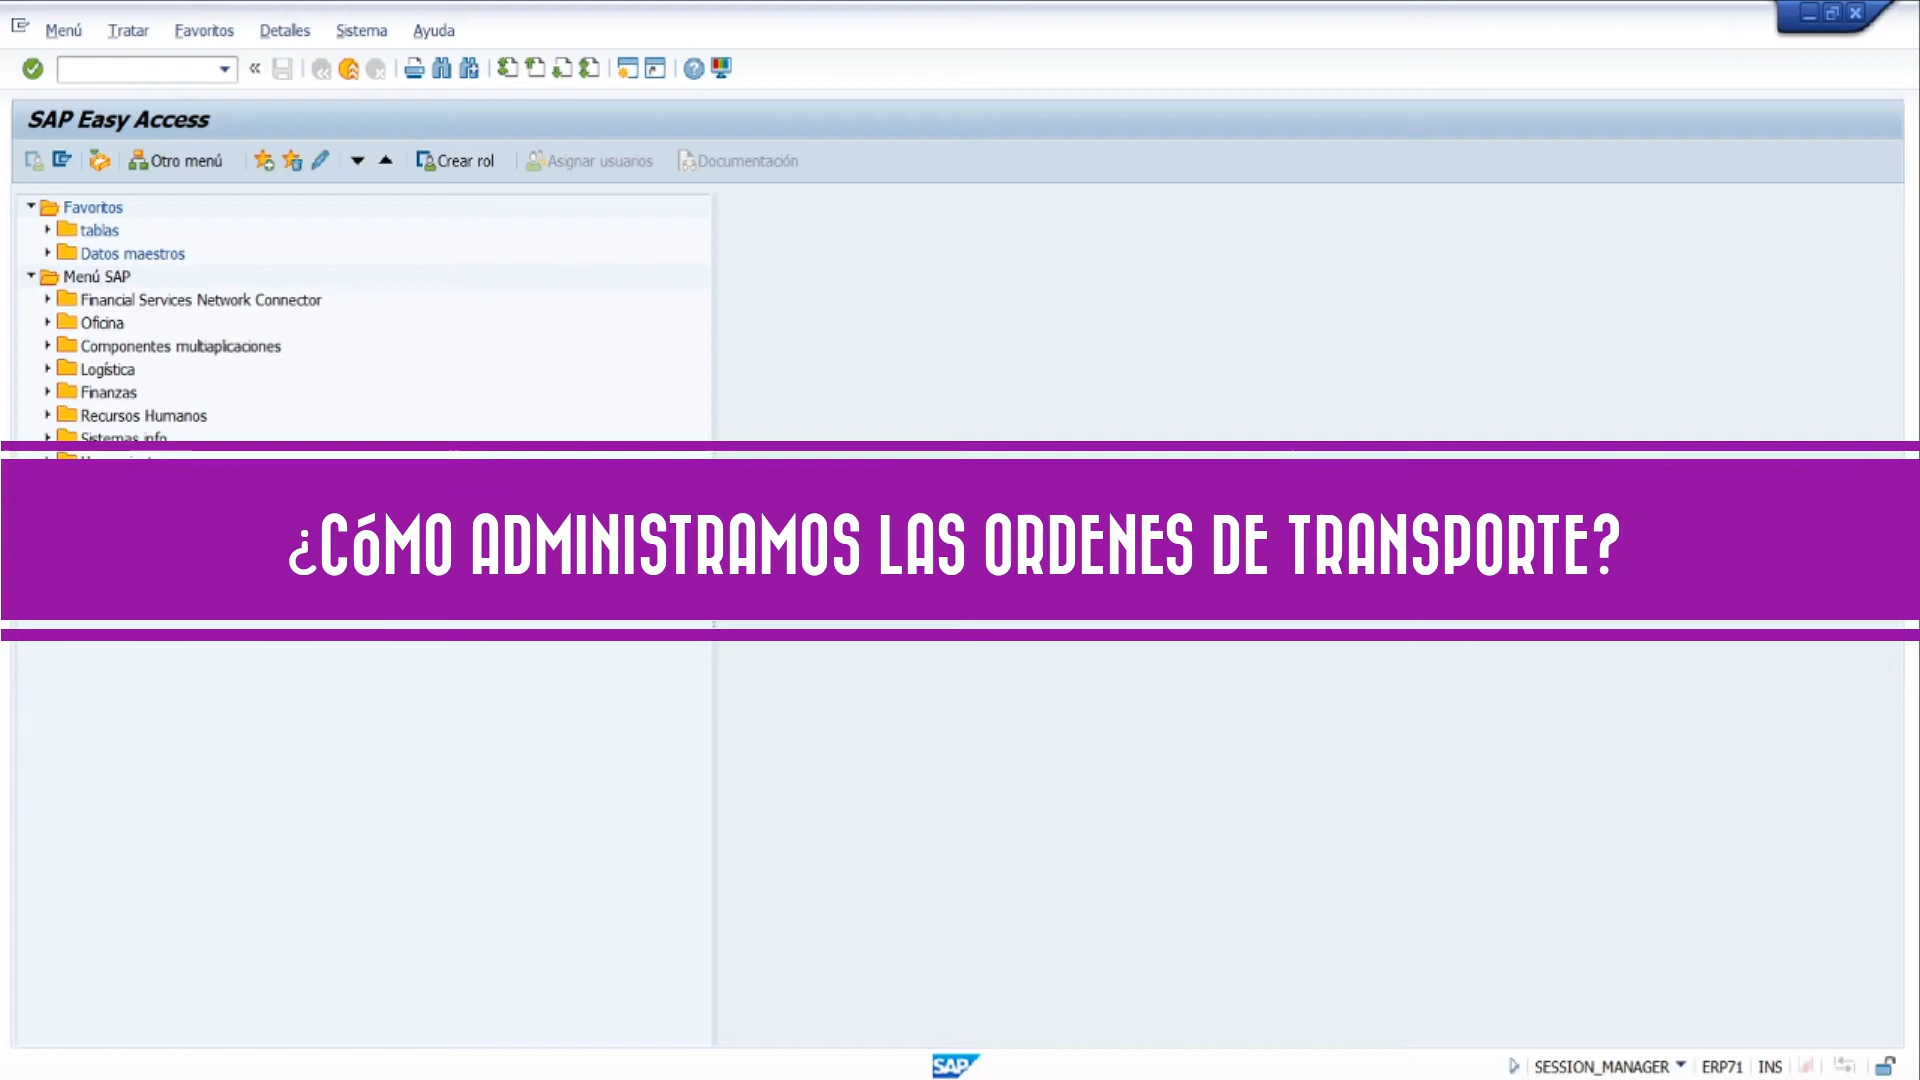 Menú Tratar Favoritos Detalles Sistema Ayuda
SAP Easy Access
Otro menú Crear rol Asignar usuarios Documentación
Favoritos
tablas
Datos maestros
Menú SAP
Financial Services Network Connector
Oficina
Componentes multiaplicaciones
Logística
Finanzas
Recursos Humanos
Sistemas info
¿CóMO ADMINISTRAMOS LAS ORDENES DE TRANSPORTE?
SAP SESSION_MANAGER ERP71 INS